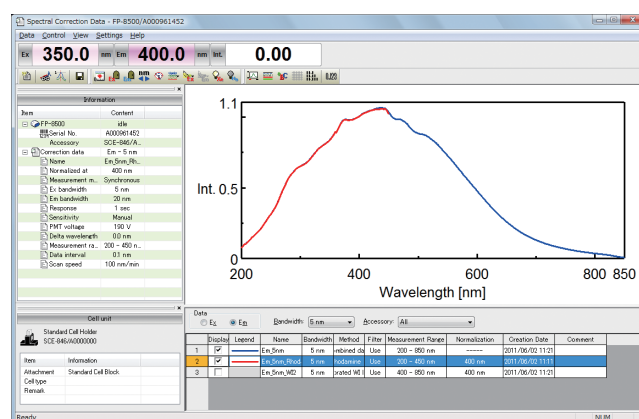 Spectral Correction Data - FP-8500/A000961452
Data Control View Settings Help
Ex 350.0 nm Em 400.0 nm Int. 0.00
Information
Item Content
FP-8500 idle
Serial No. A000961452
Accessory SCE-846/A...
Correction data Em - 5 nm
Name Em_5nm_Rh...
Normalized at 400 nm
Measurement m... Synchronous
Ex bandwidth 5 nm
Em bandwidth 20 nm
Response 1 sec
Sensitivity Manual
PMT voltage 190 V
Delta wavelength 0.0 nm
Measurement ra... 200 - 450 n...
Data interval 0.1 nm
Scan speed 100 nm/min
1.1
Int. 0.5
0
200 400 600 800 850
Wavelength [nm]
Cell unit
Standard Cell Holder
SCE-846/A0000000
Item Information
Attachment Standard Cell Block
Cell type
Remark
Data
Ex Em Bandwidth: 5 nm Accessory: All
Display Legend Name Bandwidth Method Filter Measurement Range Normalization Creation Date Comment
1 Em_5nm 5 nm mbined da Use 200 - 850 nm ----- 2011/06/02 11:21
2 Em_5nm_Rhod 5 nm hodamine Use 200 - 450 nm 400 nm 2011/06/02 11:11
3 Em_5nm_WI2 5 nm brated WI l Use 400 - 850 nm 400 nm 2011/06/02 11:21
Ready NUM